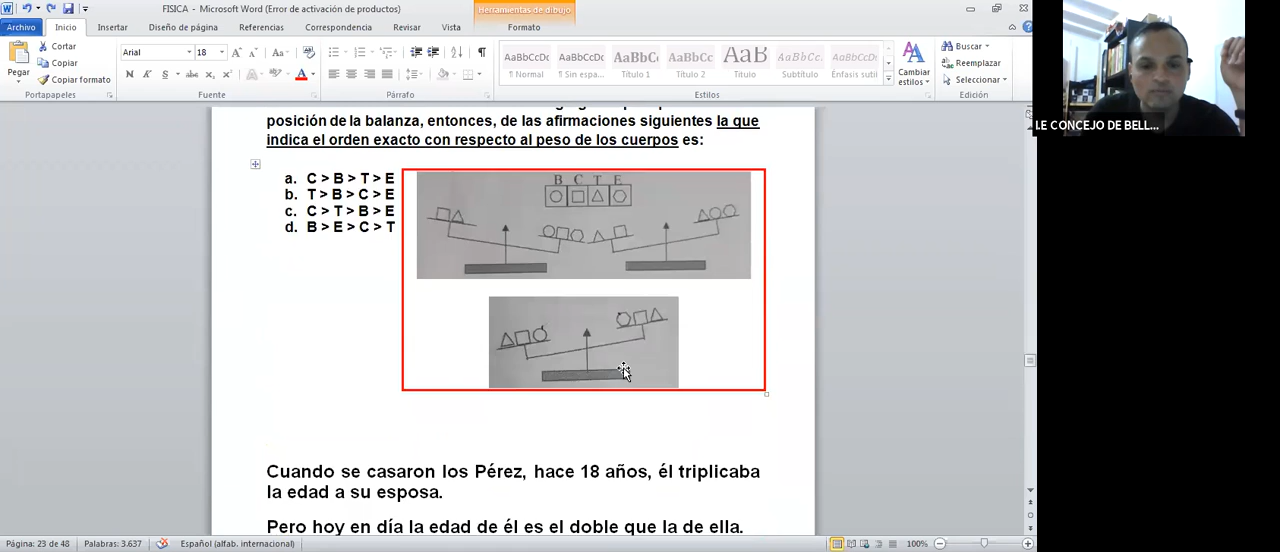 FISICA - Microsoft Word (Error de activación de productos)
Herramientas de dibujo
Archivo Inicio Insertar Diseño de página Referencias Correspondencia Revisar Vista Formato
Pegar
Cortar
Copiar
Copiar formato
Portapapeles
Arial 18
Fuente
Párrafo
AaBbCcDc AaBbCcDc AaBbC AaBbCc AaB AaBbCc. AaBbCcDc
¶ Normal ¶ Sin espa... Título 1 Título 2 Título Subtítulo Énfasis sutil
Estilos
Cambiar
estilos
Buscar
Reemplazar
Seleccionar
Edición
.E CONCEJO DE BELL...
posición de la balanza, entonces, de las afirmaciones siguientes la que
indica el orden exacto con respecto al peso de los cuerpos es:
a. C > B > T > E
b. T > B > C > E
c. C > T > B > E
d. B > E > C > T
B C T E
Cuando se casaron los Pérez, hace 18 años, él triplicaba
la edad a su esposa.
Pero hoy en día la edad de él es el doble que la de ella.
Página: 23 de 48 Palabras: 3.637 Español (alfab. internacional) 100%